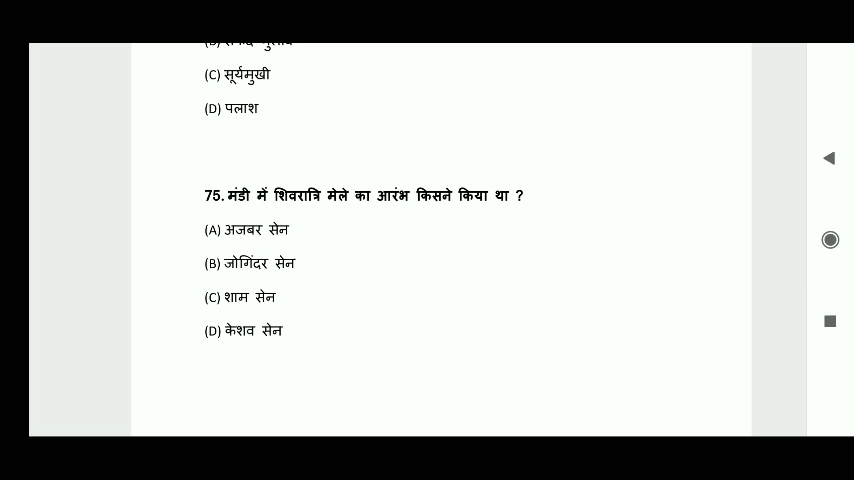 (C) सूर्यमुखी
(D) पलाश
75. मंडी में शिवरात्रि मेले का आरंभ किसने किया था ?
(A) अजबर सेन
(B) जोगिंदर सेन
(C) शाम सेन
(D) केशव सेन